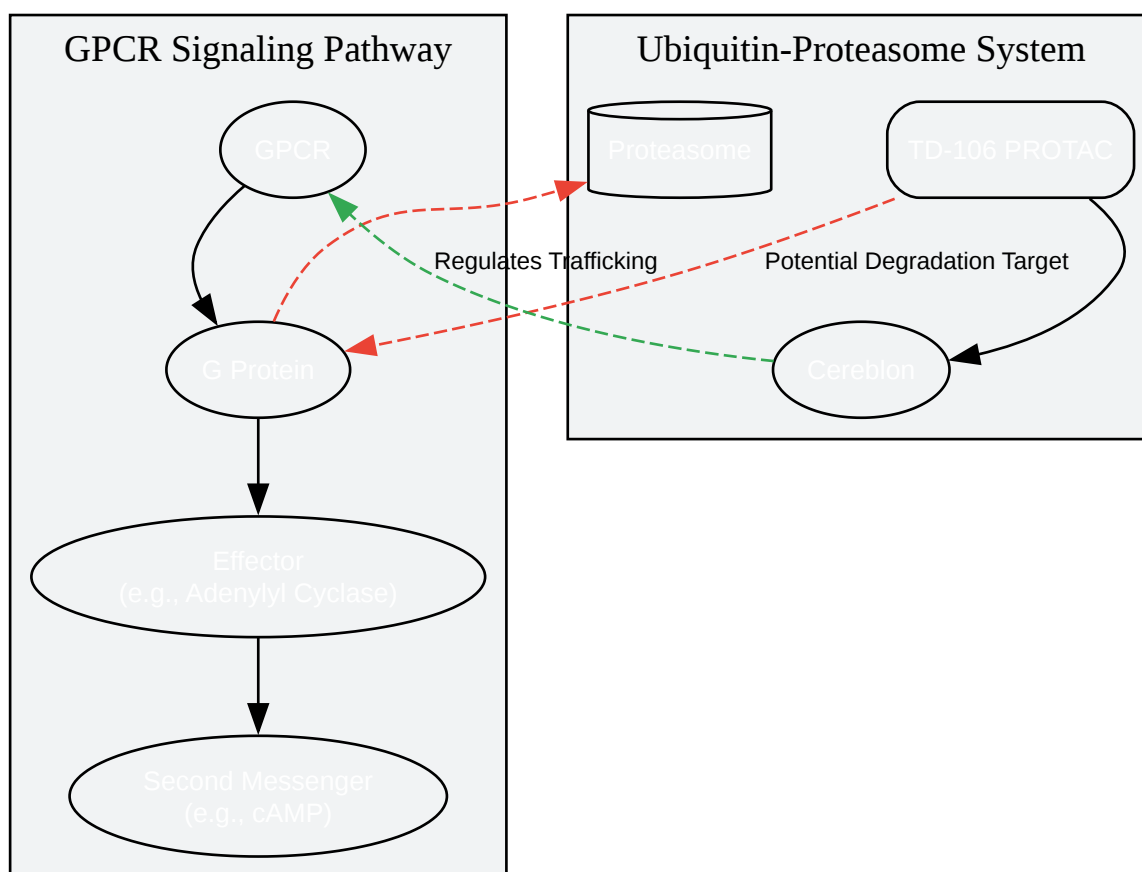 GPCR Signaling Pathway
Ubiquitin-Proteasome System
GPCR
Proteasome
TD-106 PROTAC
Regulates Trafficking
Potential Degradation Target
G Protein
Cereblon
Effector
(e.g., Adenylyl Cyclase)
Second Messenger
(e.g., cAMP)